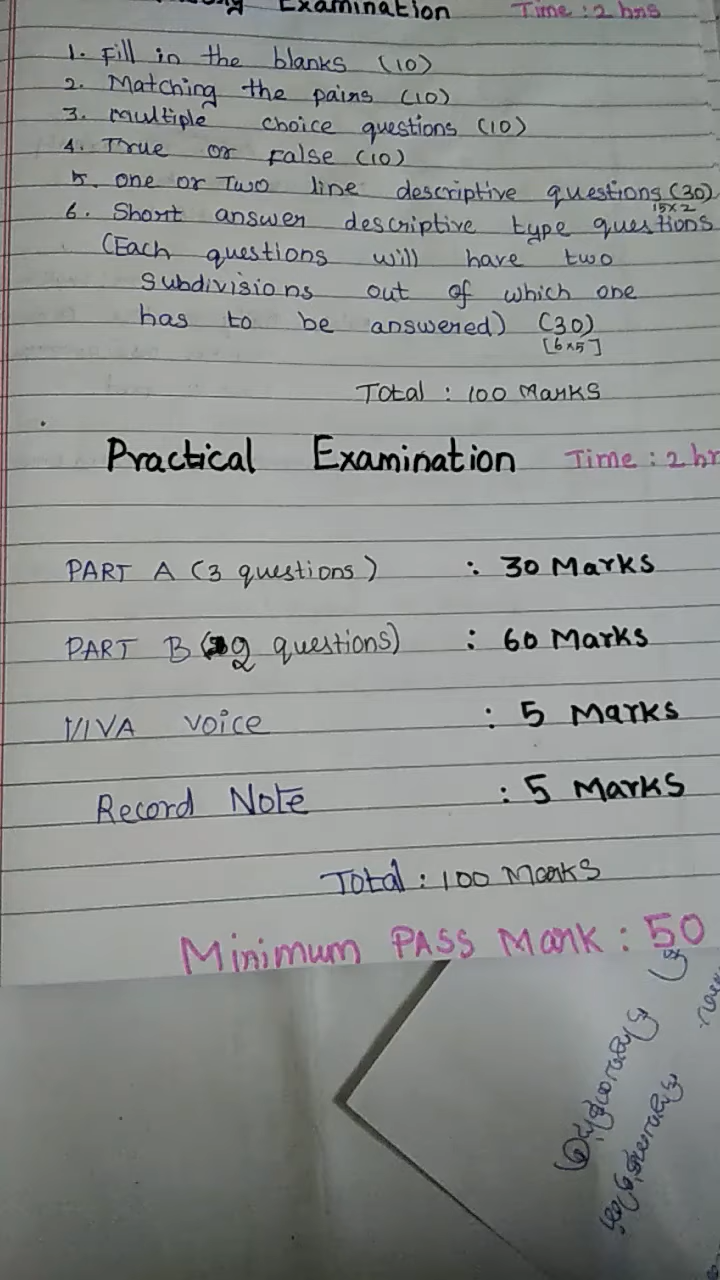 Examination Time : 2 hrs
1. Fill in the blanks (10)
2. Matching the pairs (10)
3. Multiple choice questions (10)
4. True or False (10)
5. one or Two line descriptive questions (30)
15x2
6. Short answer descriptive type questions
(Each questions will have two
subdivisions out of which one
has to be answered) (30)
[6x5]
Total : 100 Marks
Practical Examination Time : 2 hr
PART A (3 questions) : 30 Marks
PART B (2 questions) : 60 Marks
VIVA voice : 5 Marks
Record Note : 5 Marks
Total : 100 Marks
Minimum PASS Mark : 50